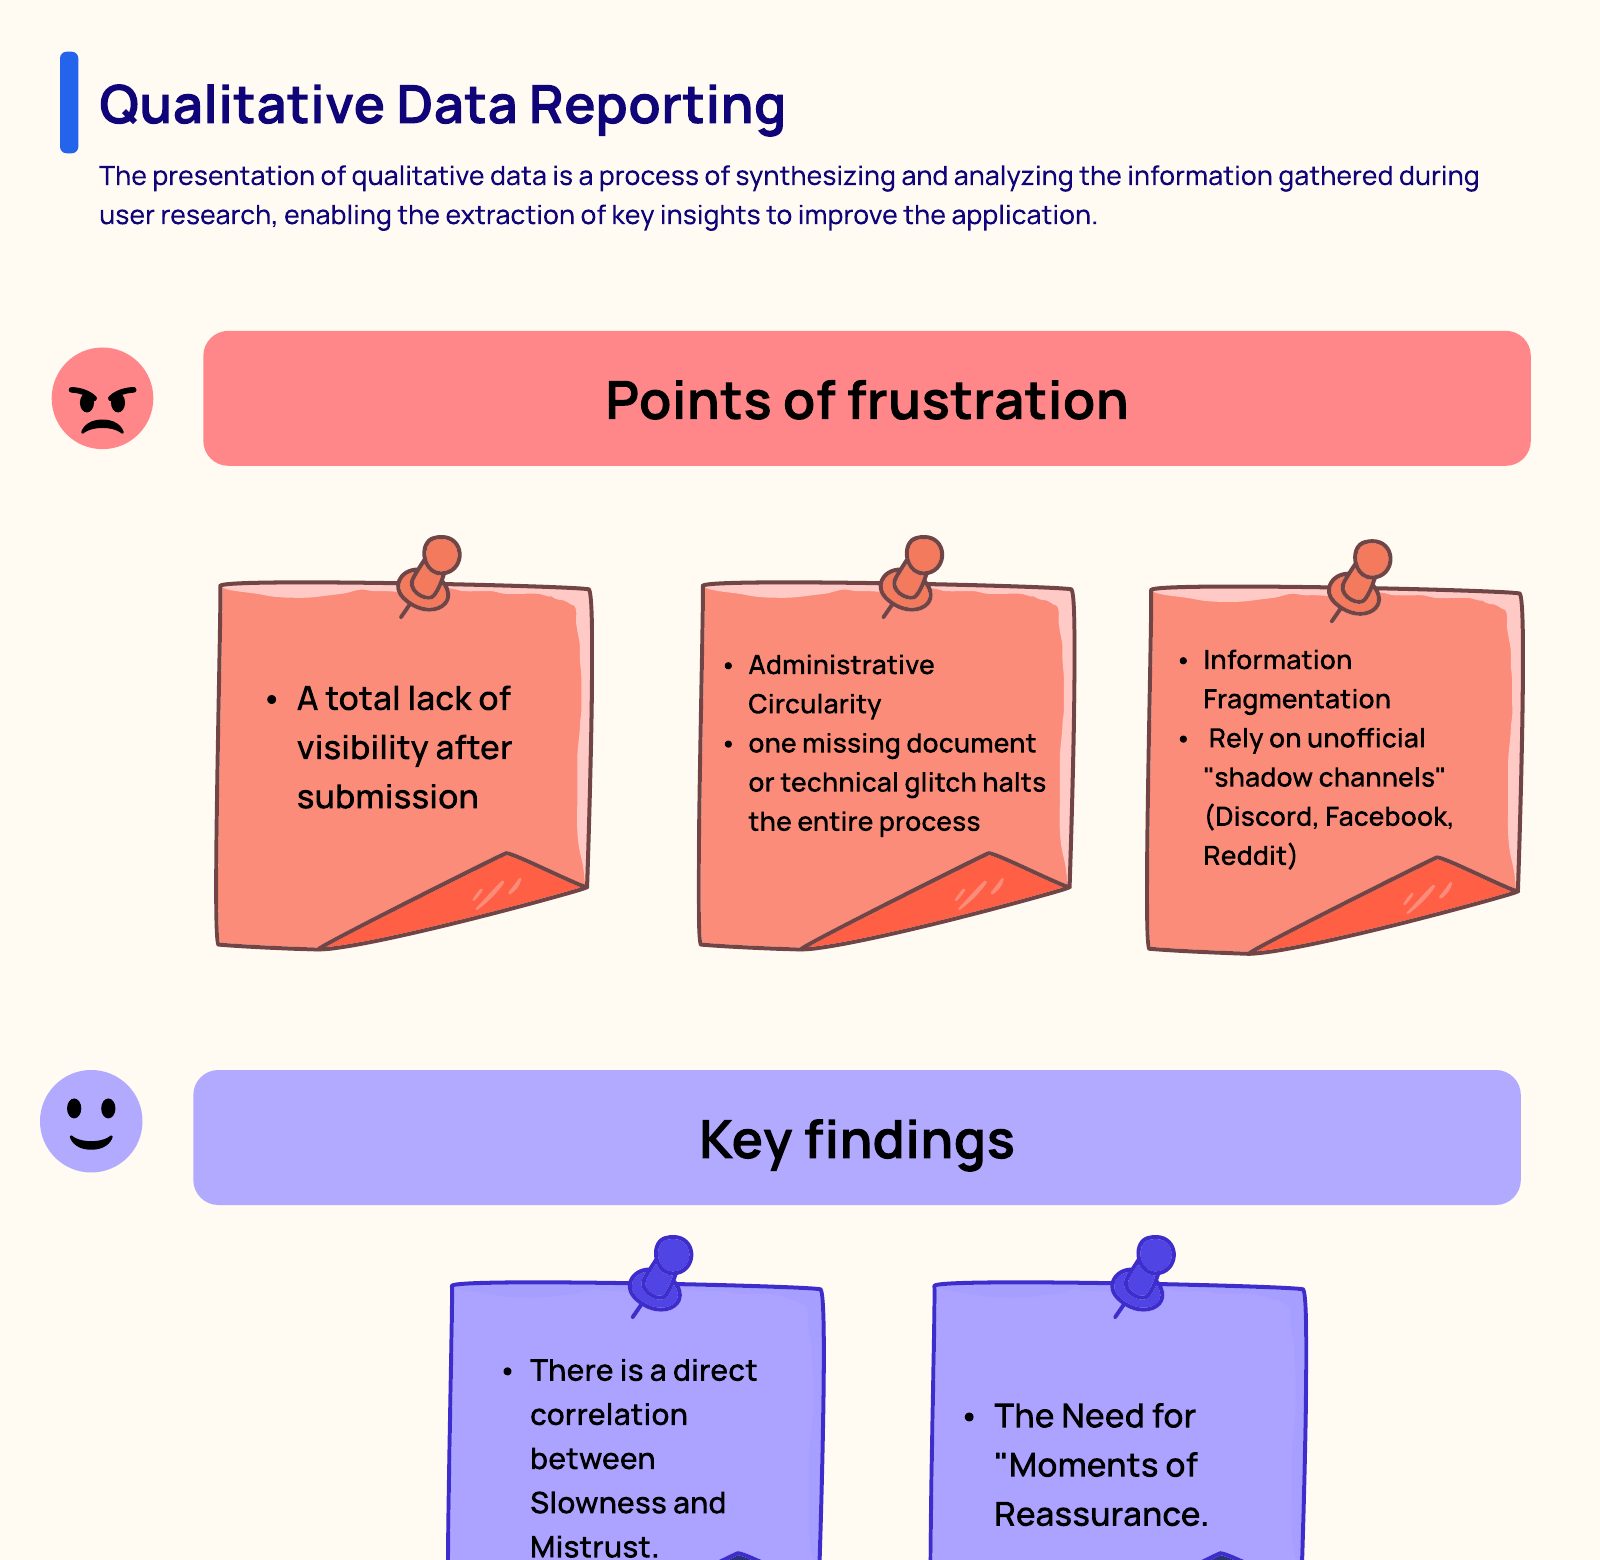 Qualitative Data Reporting
The presentation of qualitative data is a process of synthesizing and analyzing the information gathered during
user research, enabling the extraction of key insights to improve the application.
Points of frustration
• A total lack of
visibility after
submission
• Administrative
Circularity
• one missing document
or technical glitch halts
the entire process
• Information
Fragmentation
• Rely on unofficial
"shadow channels"
(Discord, Facebook,
Reddit)
Key findings
• There is a direct
correlation
between
Slowness and
Mistrust.
• The Need for
"Moments of
Reassurance.